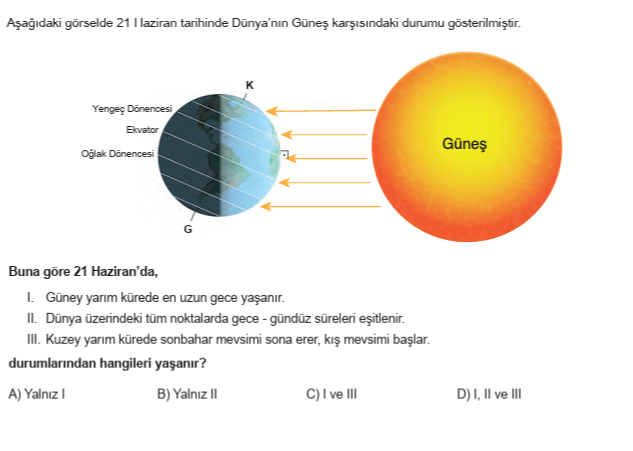 Aşağıdaki görselde 21 Haziran tarihinde Dünya'nın Güneş karşısındaki durumu gösterilmiştir.
K
Yengeç Dönencesi
Ekvator
Oğlak Dönencesi
Güneş
G
Buna göre 21 Haziran'da,
I. Güney yarım kürede en uzun gece yaşanır.
II. Dünya üzerindeki tüm noktalarda gece - gündüz süreleri eşitlenir.
III. Kuzey yarım kürede sonbahar mevsimi sona erer, kış mevsimi başlar.
durumlarından hangileri yaşanır?
A) Yalnız I B) Yalnız II C) I ve III D) I, II ve III